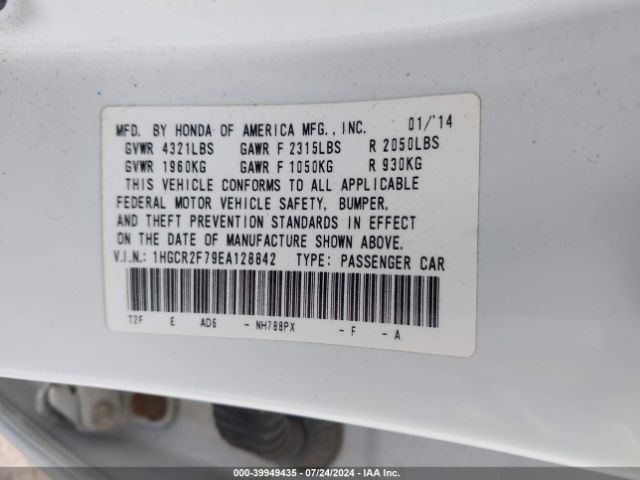 MFD. BY HONDA OF AMERICA MFG., INC. 01/'14
GVWR 4321LBS GAWR F 2315LBS R 2050LBS
GVWR 1960KG GAWR F 1050KG R 930KG
THIS VEHICLE CONFORMS TO ALL APPLICABLE
FEDERAL MOTOR VEHICLE SAFETY, BUMPER,
AND THEFT PREVENTION STANDARDS IN EFFECT
ON THE DATE OF MANUFACTURE SHOWN ABOVE.
V.I.N.: 1HGCR2F79EA128842 TYPE: PASSENGER CAR
T2F E AD6 - NH788PX - F - A
000-39949435 - 07/24/2024 - IAA Inc.